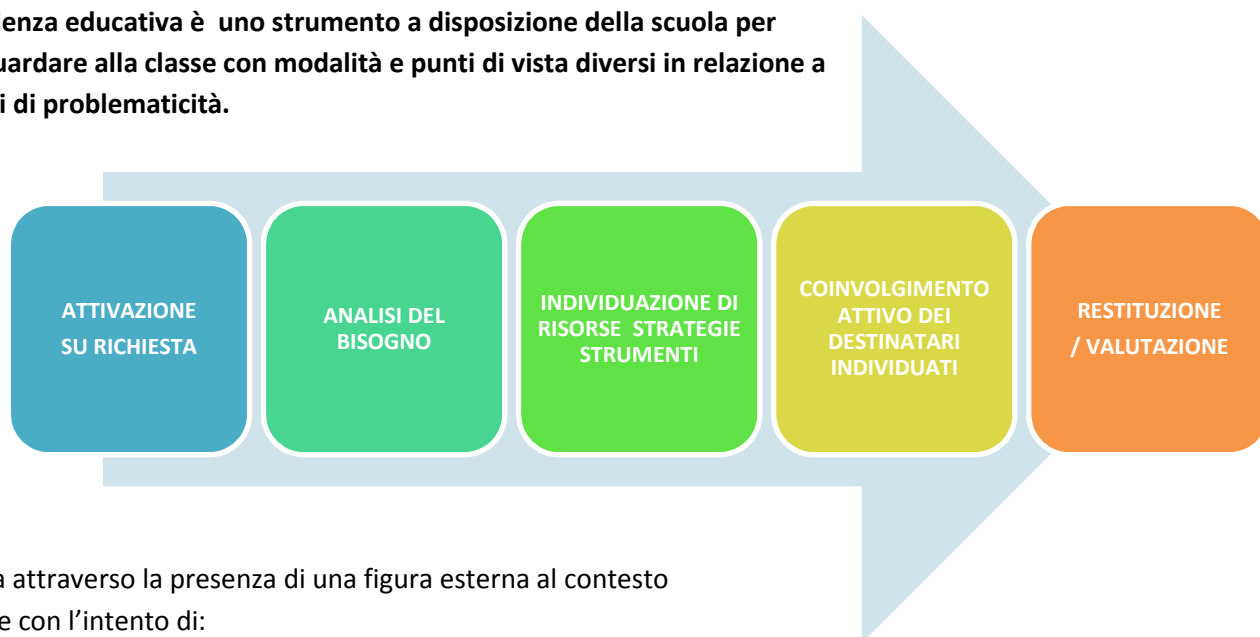 lenza educativa è  uno strumento a disposizione della scuola per
uardare alla classe con modalità e punti di vista diversi in relazione a
i di problematicità.
ATTIVAZIONE
SU RICHIESTA
ANALISI DEL
BISOGNO
INDIVIDUAZIONE DI
RISORSE  STRATEGIE
STRUMENTI
COINVOLGIMENTO
ATTIVO DEI
DESTINATARI
INDIVIDUATI
RESTITUZIONE
/ VALUTAZIONE
a attraverso la presenza di una figura esterna al contesto
e con l’intento di: